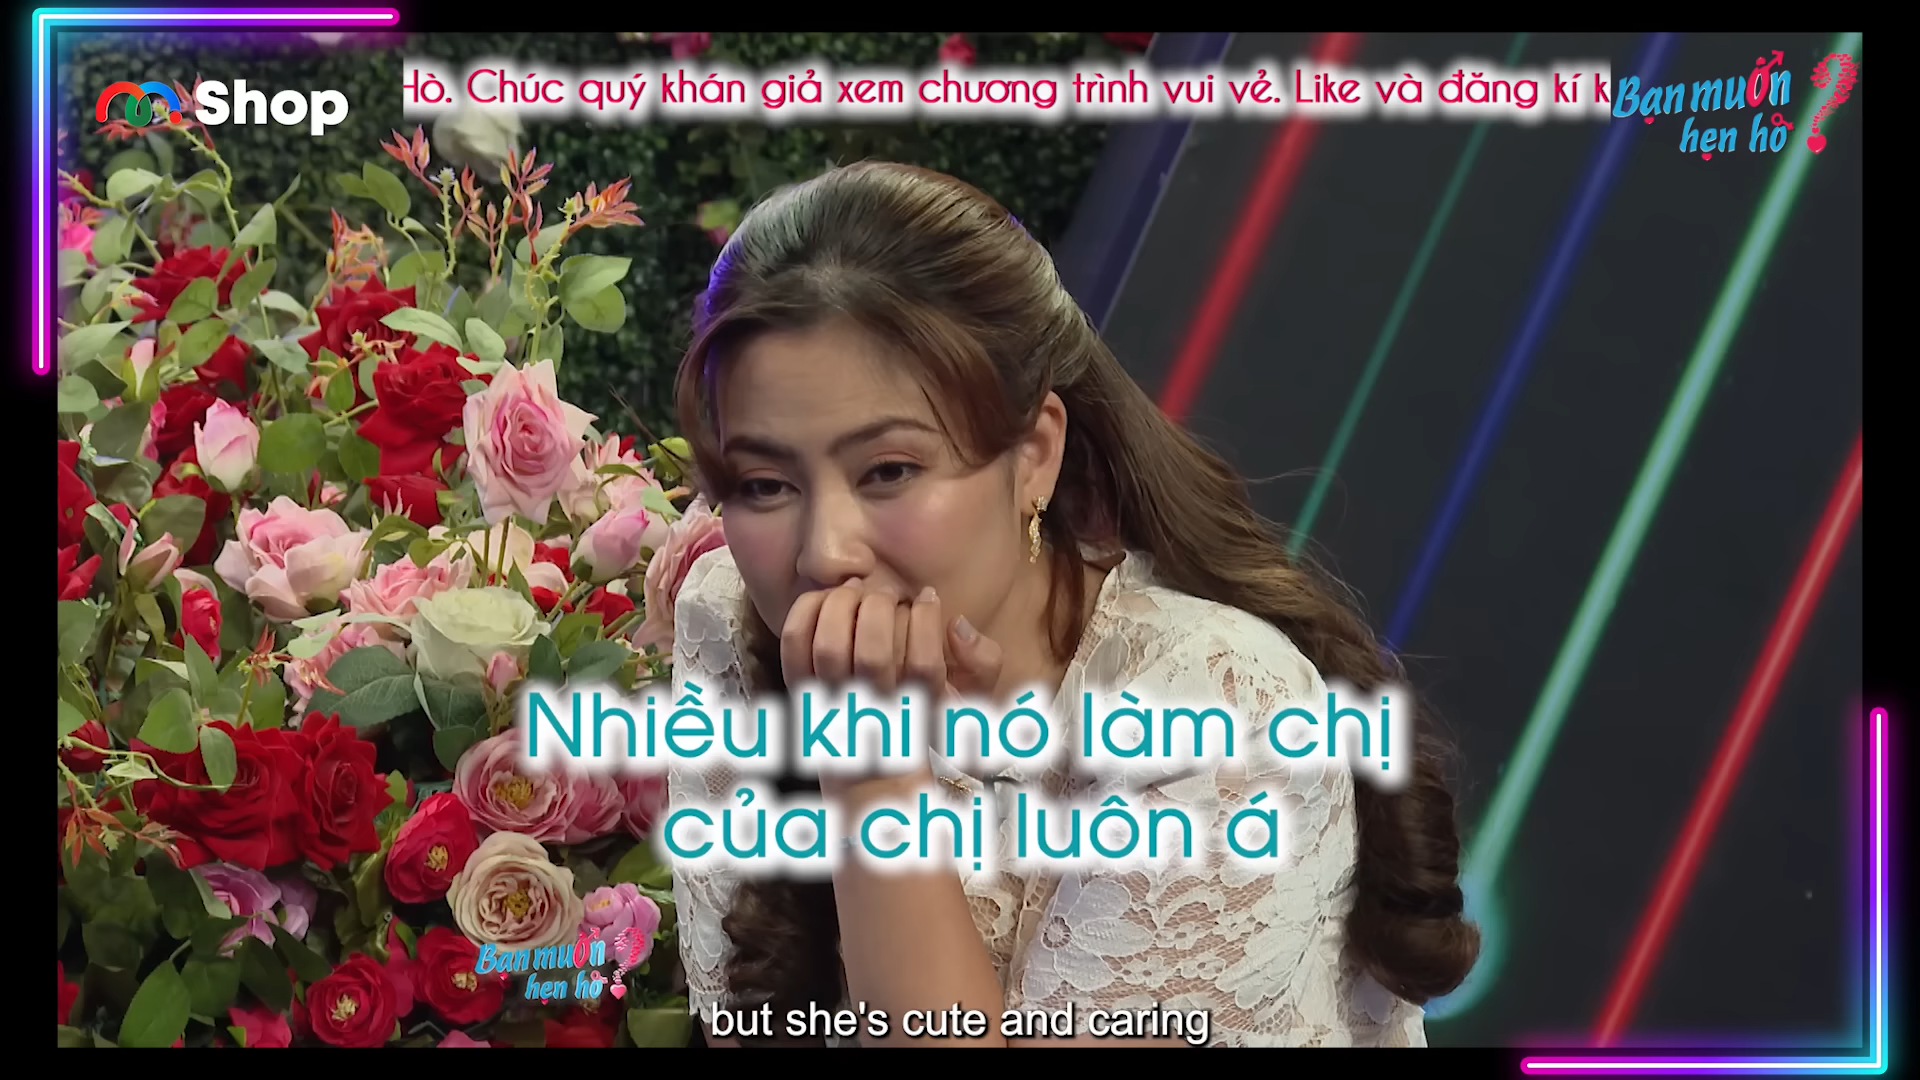 Shop
Hò. Chúc quý khán giả xem chương trình vui vẻ. Like và đăng kí k
Bạn muốn
hẹn hò
Nhiều khi nó làm chị
của chị luôn á
Bạn muốn
hẹn hò
but she's cute and caring